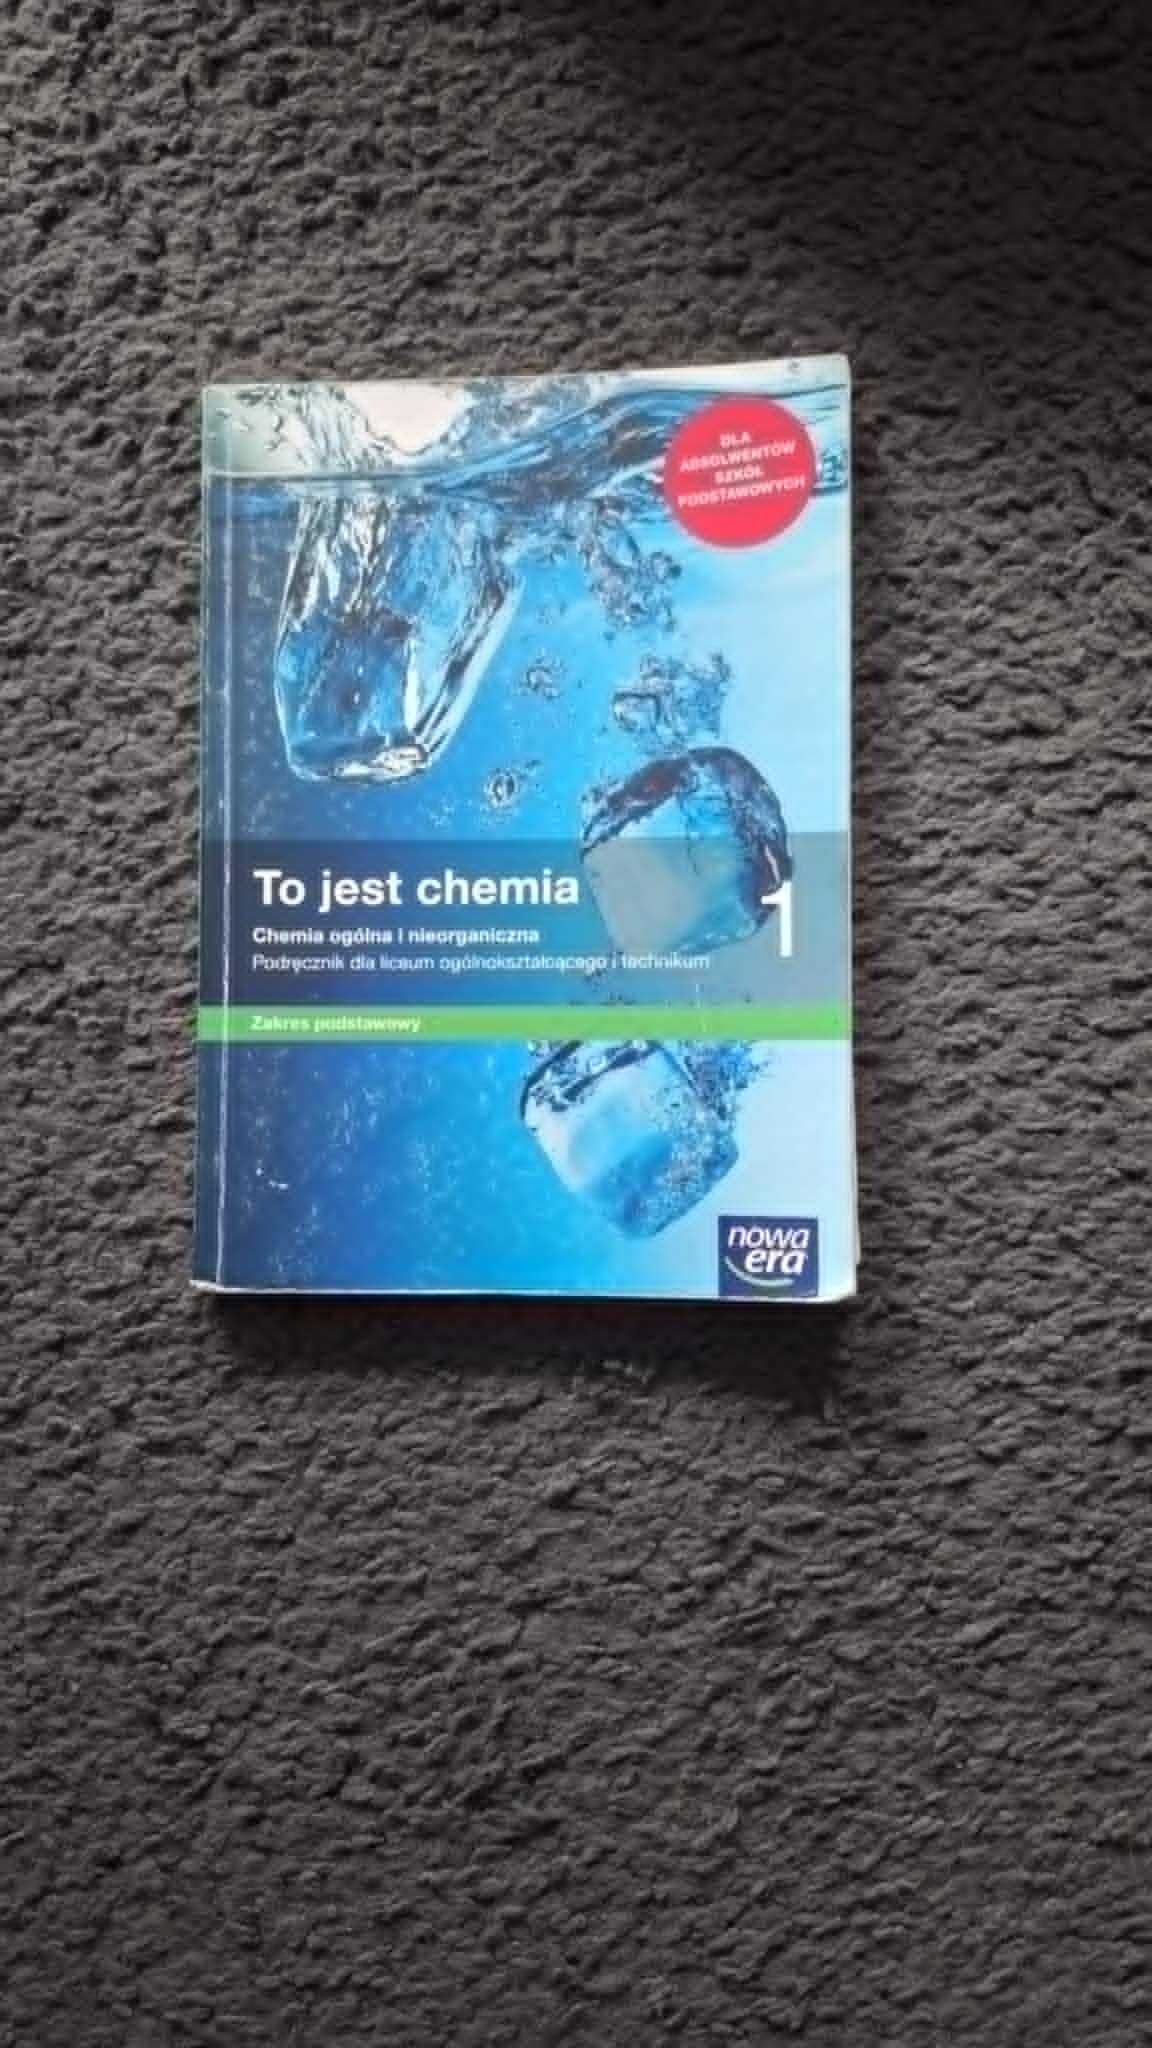 DLA
ABSOLWENTÓW
SZKÓŁ
PODSTAWOWYCH
To jest chemia
1
Chemia ogólna i nieorganiczna
Podręcznik dla liceum ogólnokształcącego i technikum
Zakres podstawowy
nowa
era